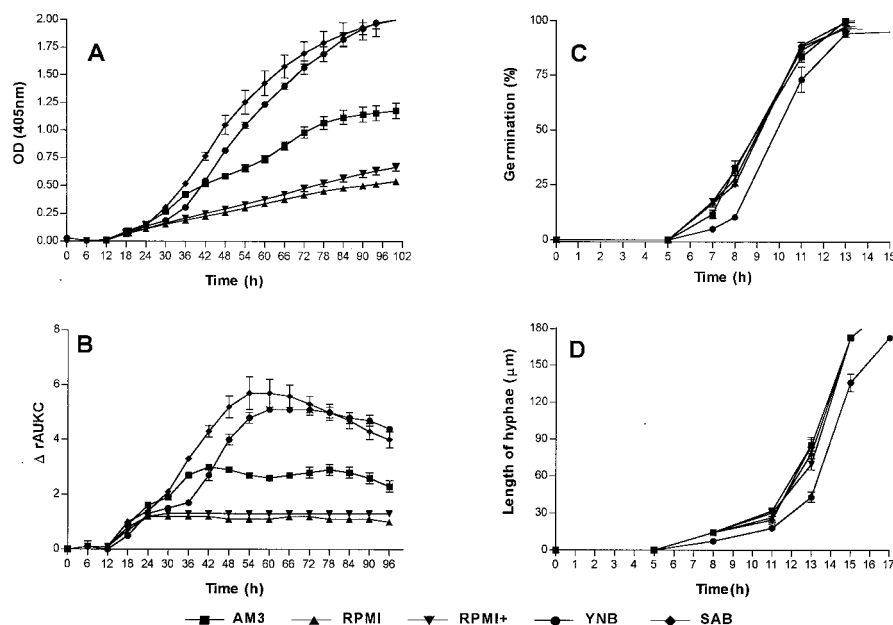 A
OD (405nm)
2.00
1.75
1.50
1.25
1.00
0.75
0.50
0.25
0.00
0 6 12 18 24 30 36 42 48 54 60 66 72 78 84 90 96 102
Time (h)
C
Germination (%)
100
75
50
25
0
0 1 2 3 4 5 6 7 8 9 10 11 12 13 14 15
Time (h)
B
Δ rAUKC
8
6
4
2
0
0 6 12 18 24 30 36 42 48 54 60 66 72 78 84 90 96
Time (h)
D
Length of hyphae (μm)
180
150
120
90
60
30
0
0 1 2 3 4 5 6 7 8 9 10 11 12 13 14 15 16 17
Time(h)
AM3 RPMI RPMI+ YNB SAB